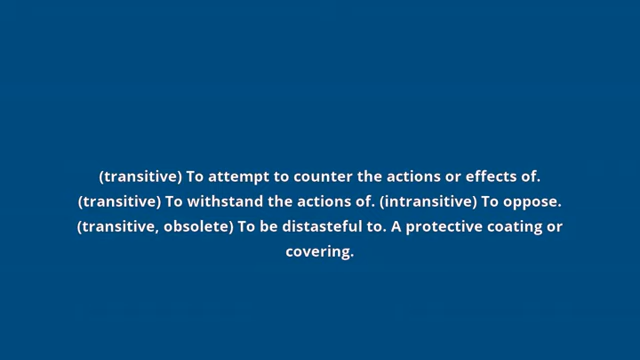 (transitive) To attempt to counter the actions or effects of.
(transitive) To withstand the actions of. (intransitive) To oppose.
(transitive, obsolete) To be distasteful to. A protective coating or
covering.